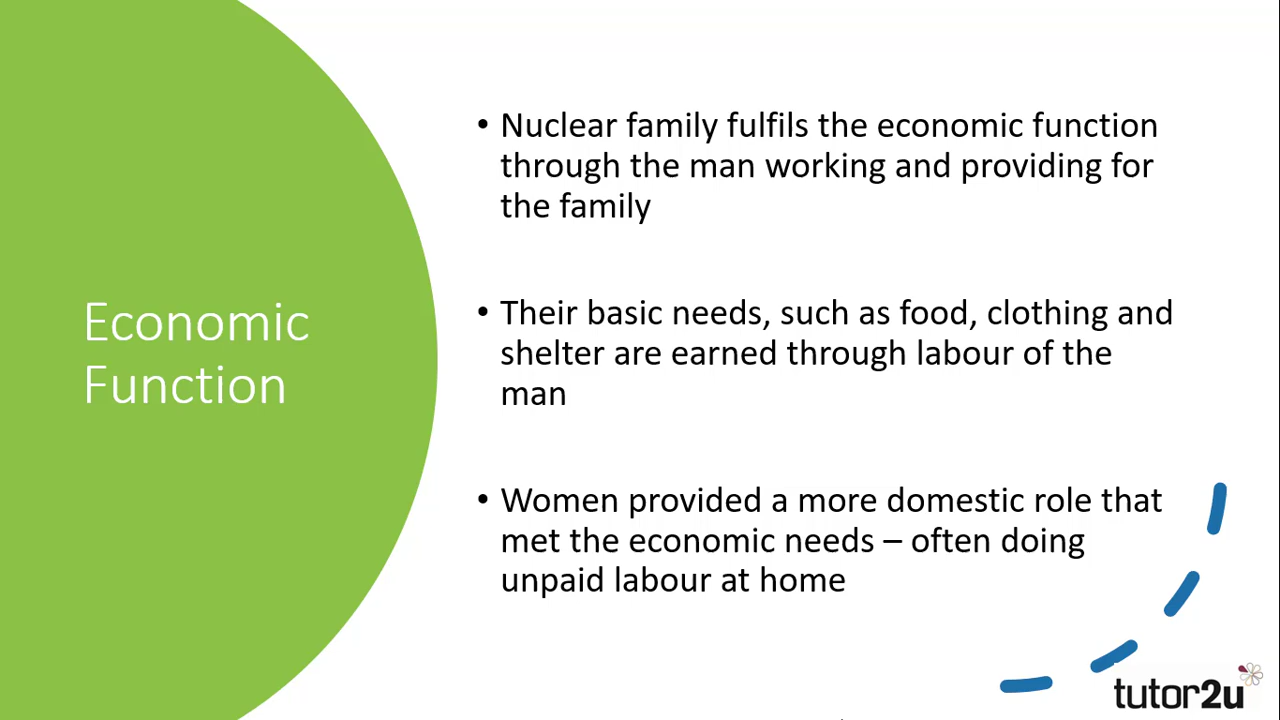 Economic
Function
• Nuclear family fulfils the economic function
through the man working and providing for
the family
• Their basic needs, such as food, clothing and
shelter are earned through labour of the
man
• Women provided a more domestic role that
met the economic needs – often doing
unpaid labour at home
tutor2u